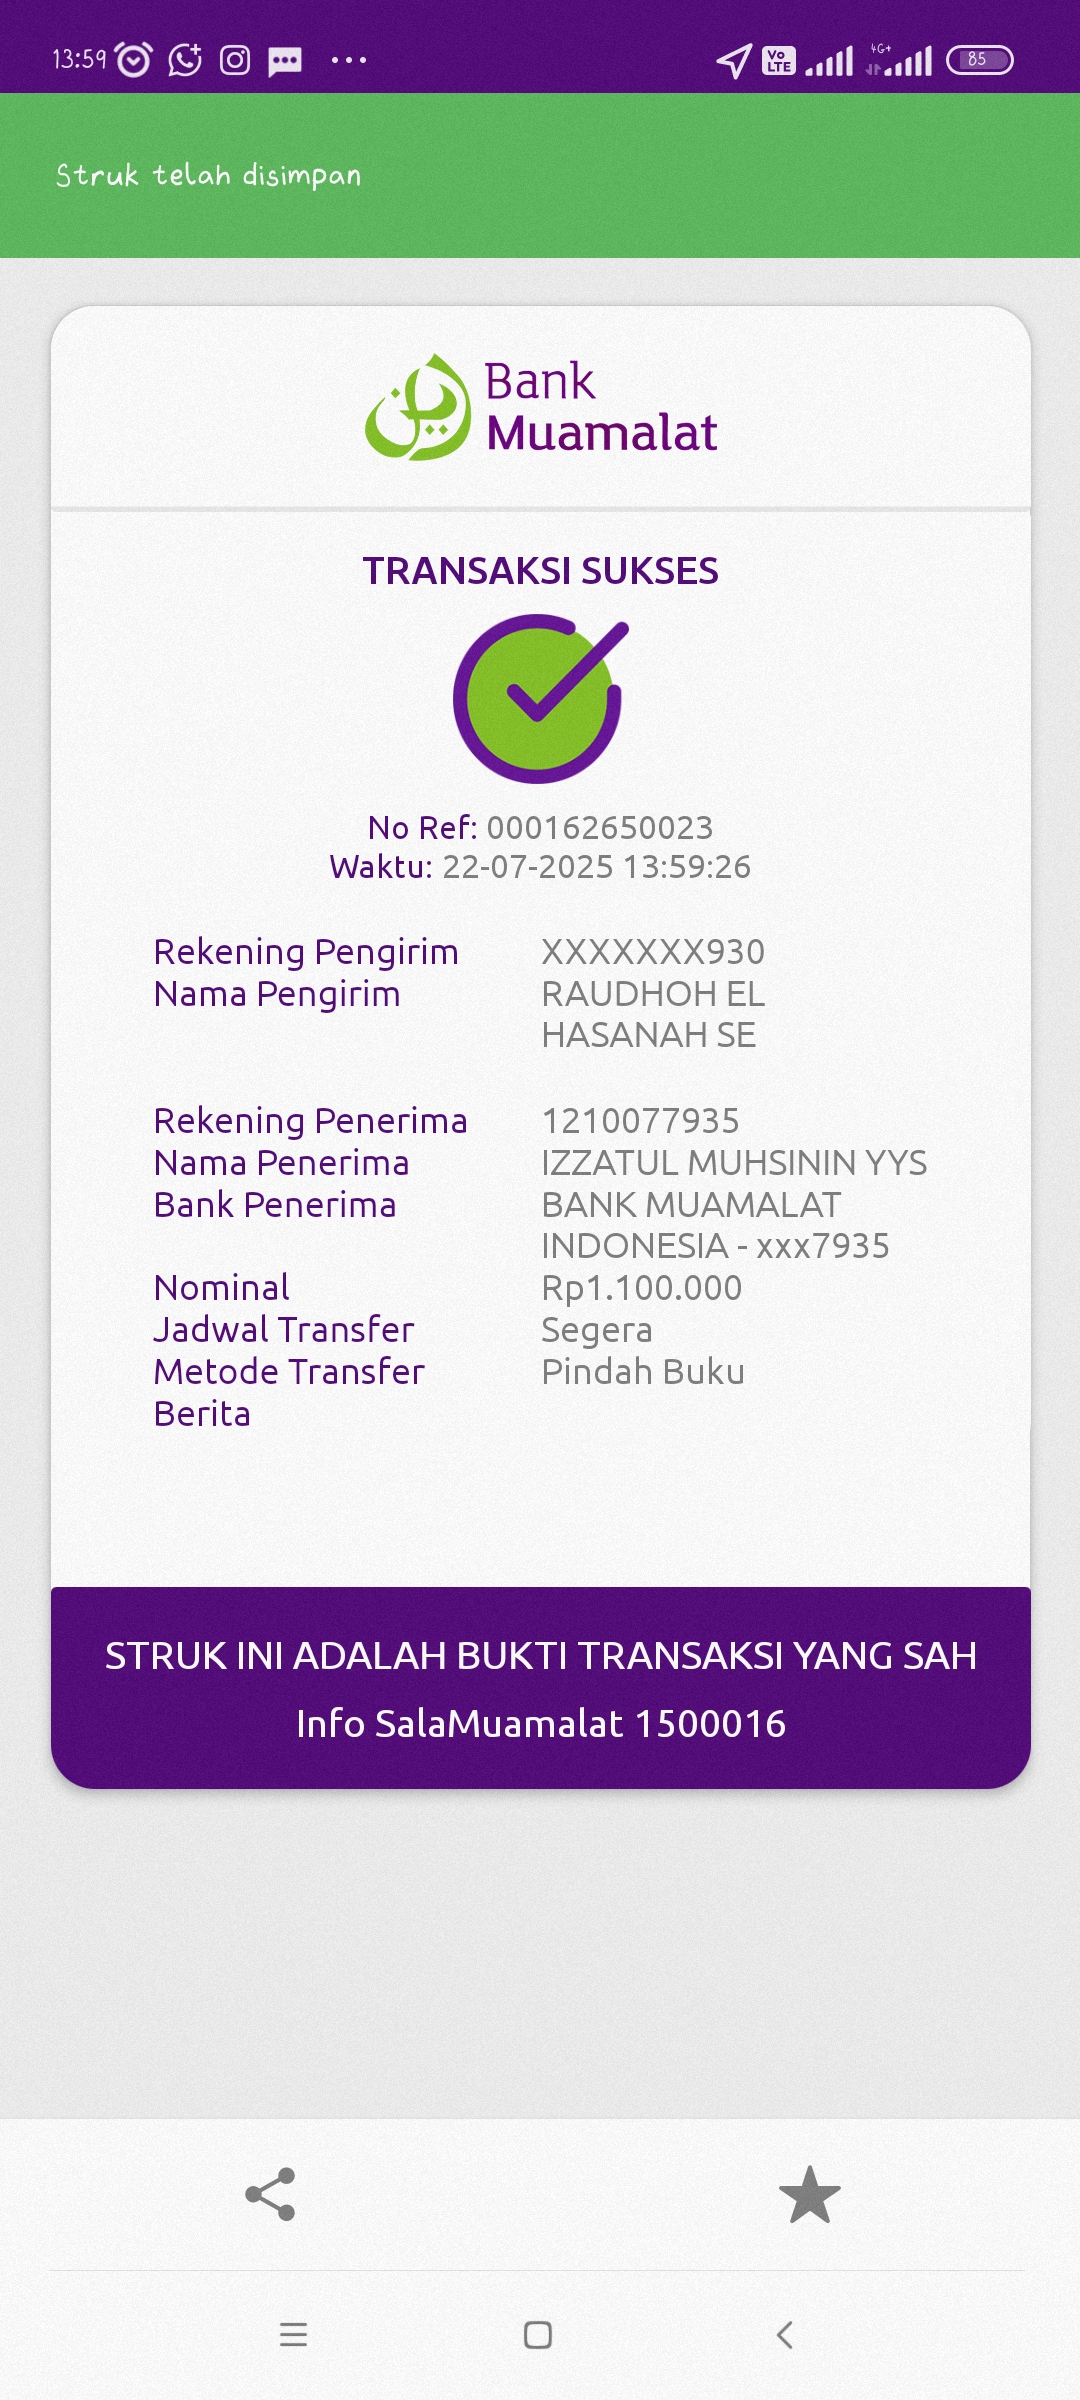 13:59
Vo LTE
4G+
85
Struk telah disimpan
Bank
Muamalat
TRANSAKSI SUKSES
No Ref: 000162650023
Waktu: 22-07-2025 13:59:26
Rekening Pengirim XXXXXXX930
Nama Pengirim RAUDHOH EL
HASANAH SE
Rekening Penerima 1210077935
Nama Penerima IZZATUL MUHSININ YYS
Bank Penerima BANK MUAMALAT
INDONESIA - xxx7935
Nominal Rp1.100.000
Jadwal Transfer Segera
Metode Transfer Pindah Buku
Berita
STRUK INI ADALAH BUKTI TRANSAKSI YANG SAH
Info SalaMuamalat 1500016